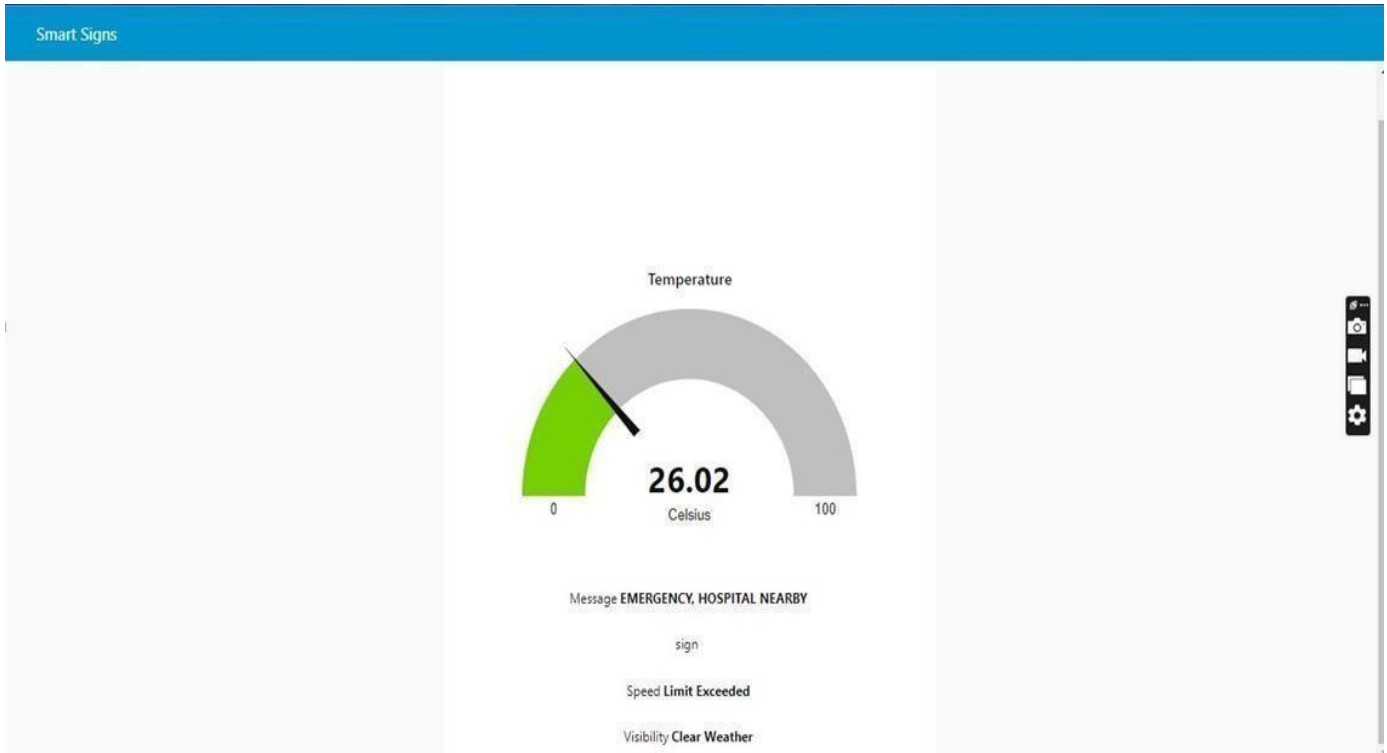 Smart Signs
Temperature
26.02
Celsius
0
100
Message EMERGENCY, HOSPITAL NEARBY
sign
Speed Limit Exceeded
Visibility Clear Weather